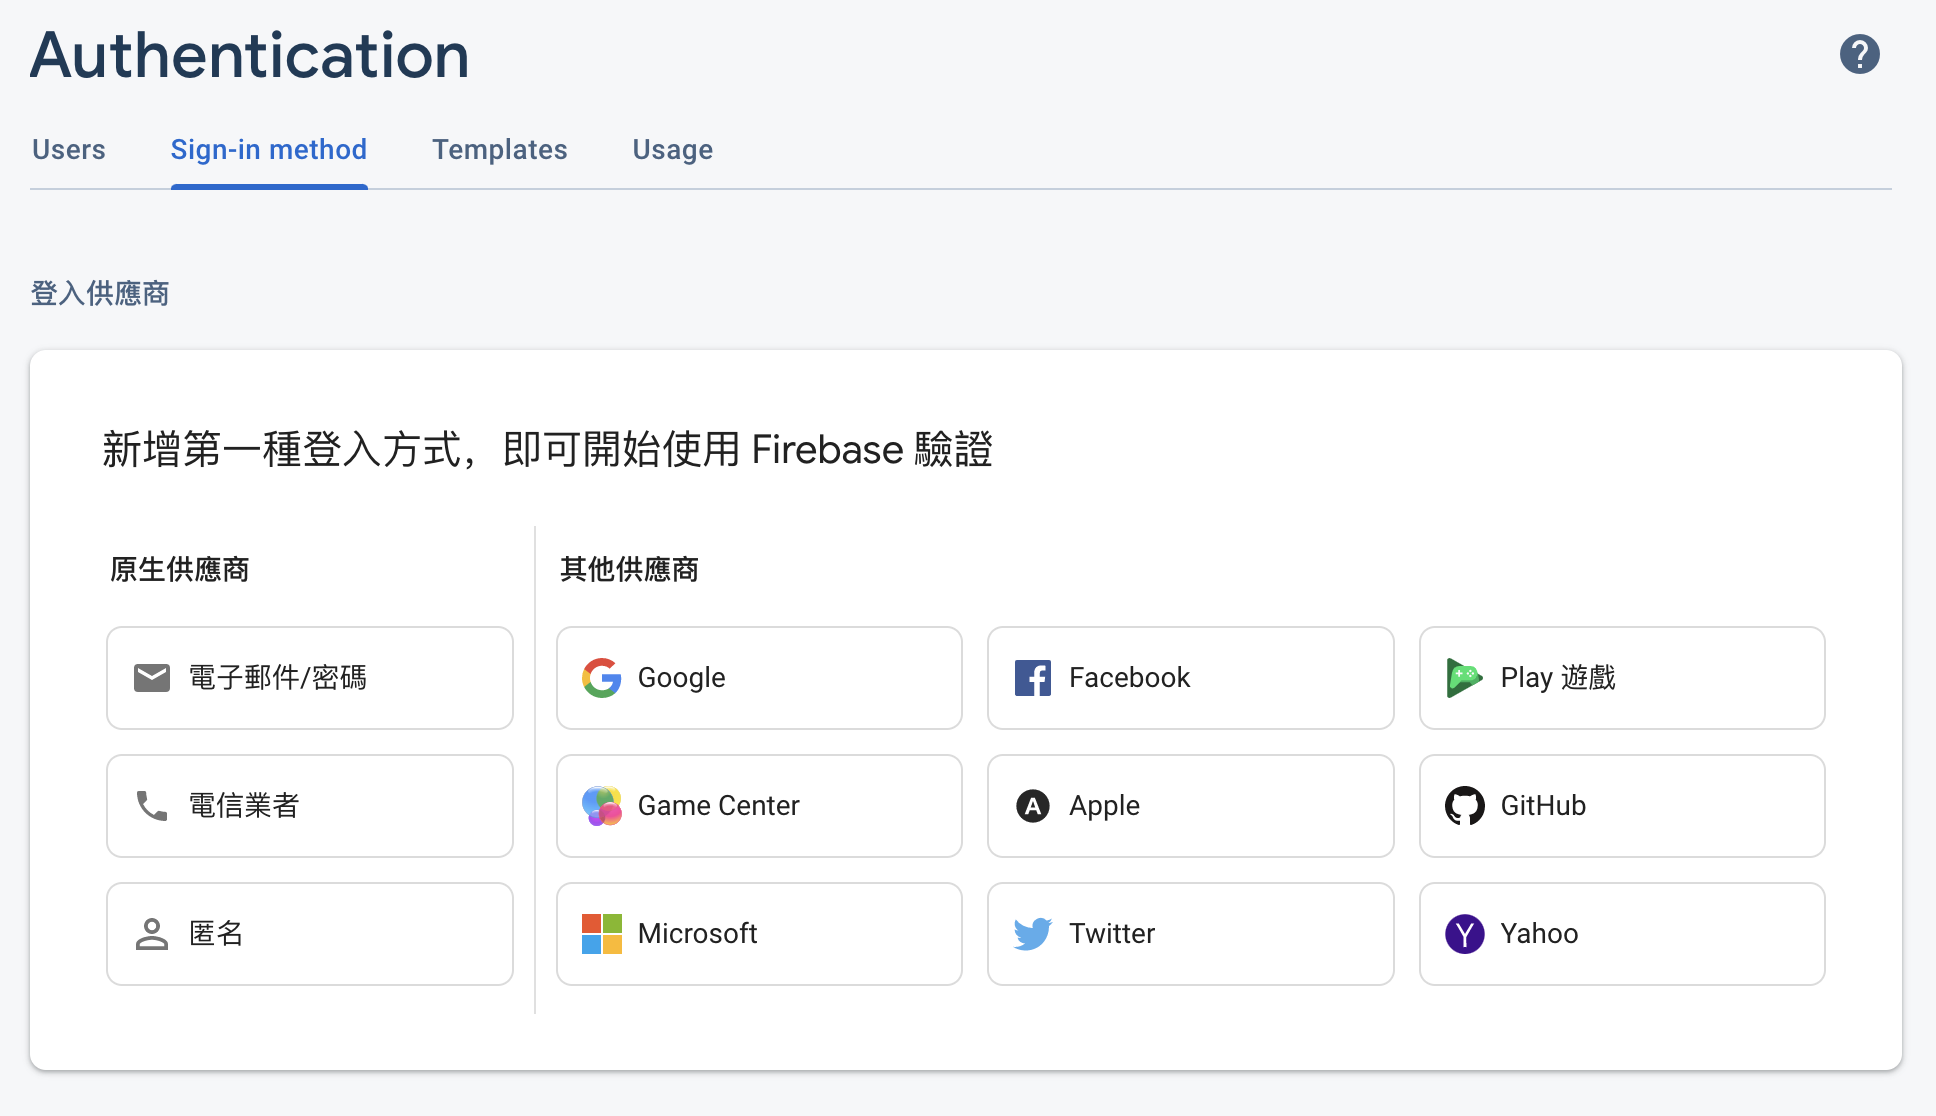 Authentication
Users Sign-in method Templates Usage
登入供應商
新增第一種登入方式，即可開始使用 Firebase 驗證
原生供應商 其他供應商
電子郵件/密碼 Google Facebook Play 遊戲
電信業者 Game Center Apple GitHub
匿名 Microsoft Twitter Yahoo